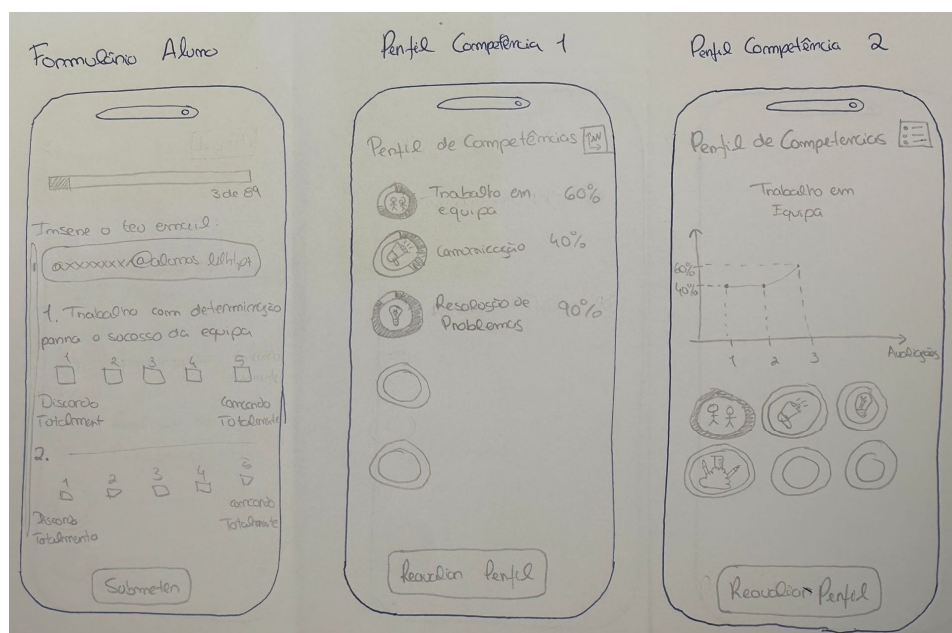 Formulário Aluno
3 de 89
Insere o teu email:
axxxxxxx@alunos
1. Trabalho com determinação
para o sucesso da equipa
1 2 3 4 5
Discordo
Totalment
Concordo
Totalmente
2.
1 2 3 4 5
Discordo
Totalmente
concordo
Totalmente
Submeter
Perfil Competência 1
Perfil de Competências
Trabalho em
equipa
60%
Comunicação
40%
Resolução de
Problemas
90%
Reavaliar Perfil
Perfil Competência 2
Perfil de Competencias
Trabalho em
Equipa
60%
40%
1 2 3
Avaliações
Reavaliar Perfil